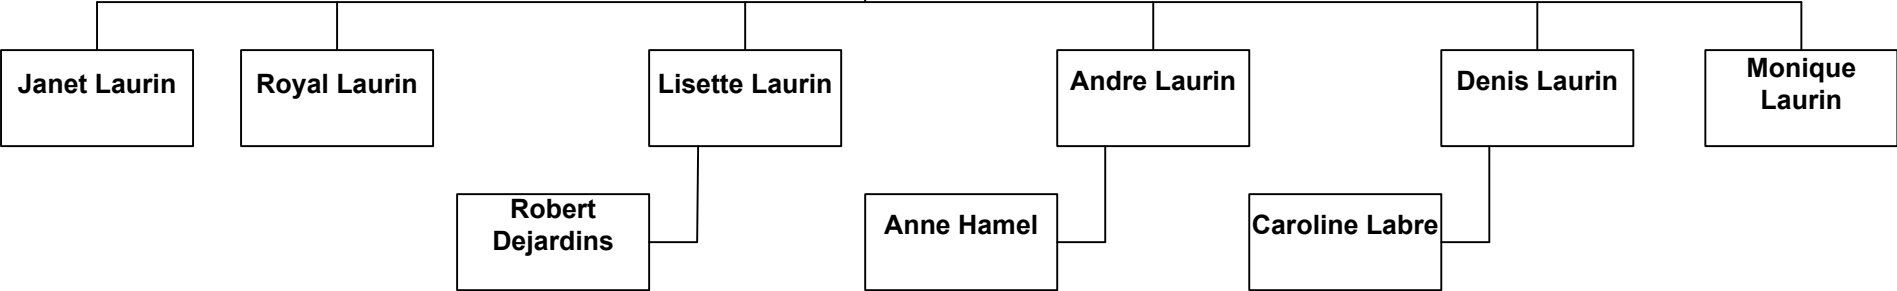 Janet Laurin
Royal Laurin
Lisette Laurin
Andre Laurin
Denis Laurin
Monique
Laurin
Robert
Dejardins
Anne Hamel
Caroline Labre